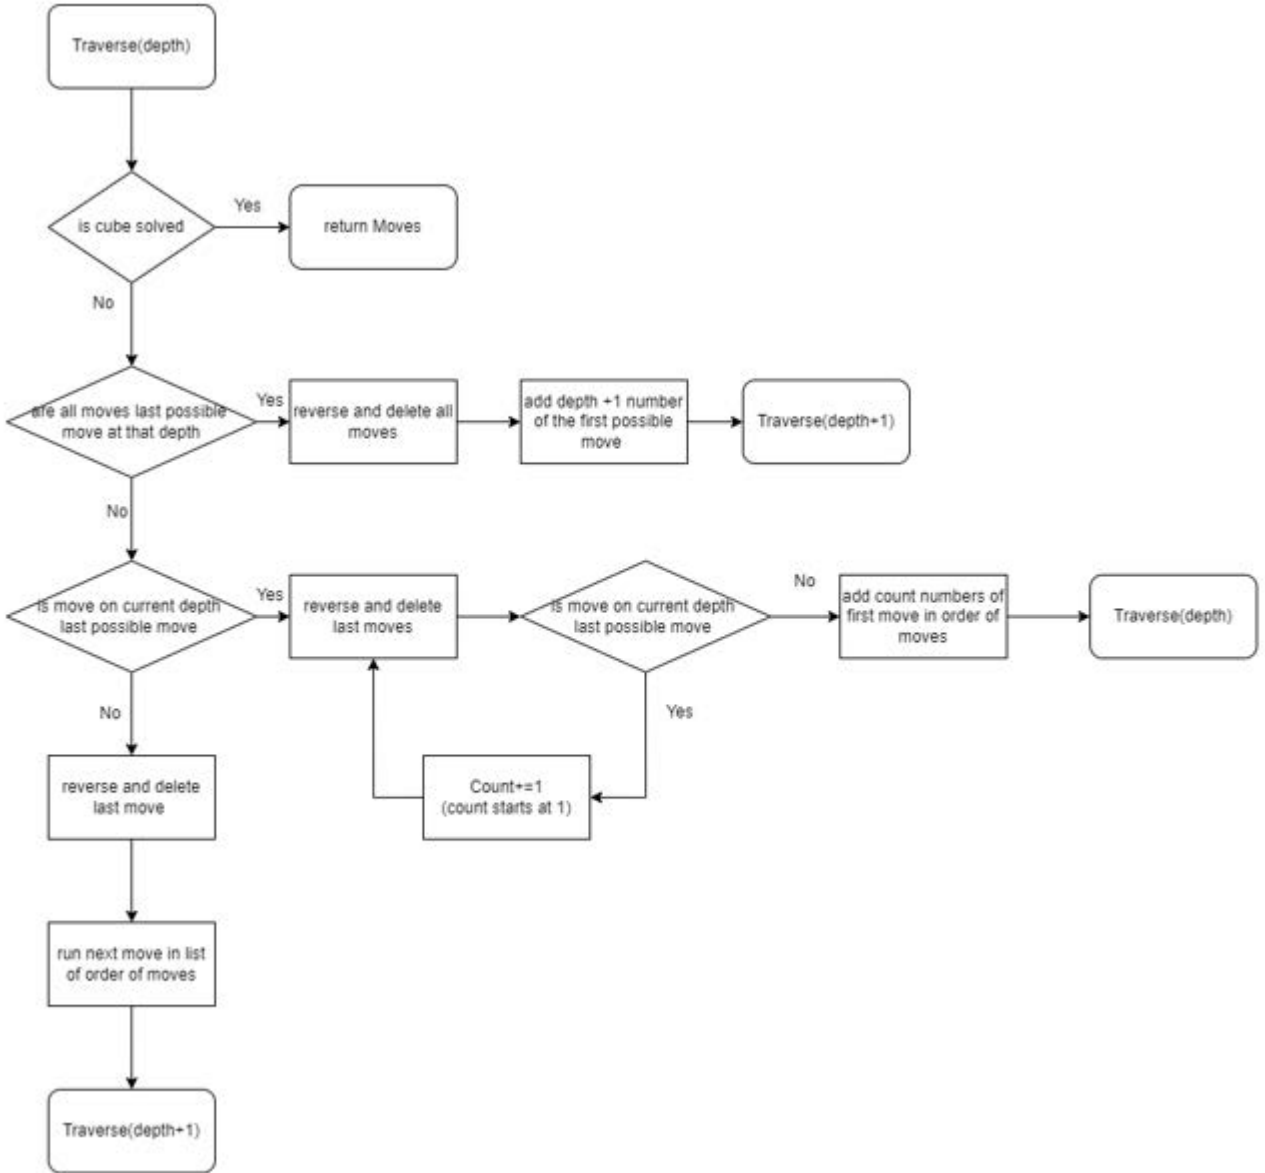 Traverse(depth)
is cube solved
Yes
return Moves
No
are all moves last possible
move at that depth
Yes
reverse and delete all
moves
add depth +1 number
of the first possible
move
Traverse(depth+1)
No
is move on current depth
last possible move
Yes
reverse and delete
last moves
is move on current depth
last possible move
No
add count numbers of
first move in order of
moves
Traverse(depth)
Yes
Count+=1
(count starts at 1)
No
reverse and delete
last move
run next move in list
of order of moves
Traverse(depth+1)